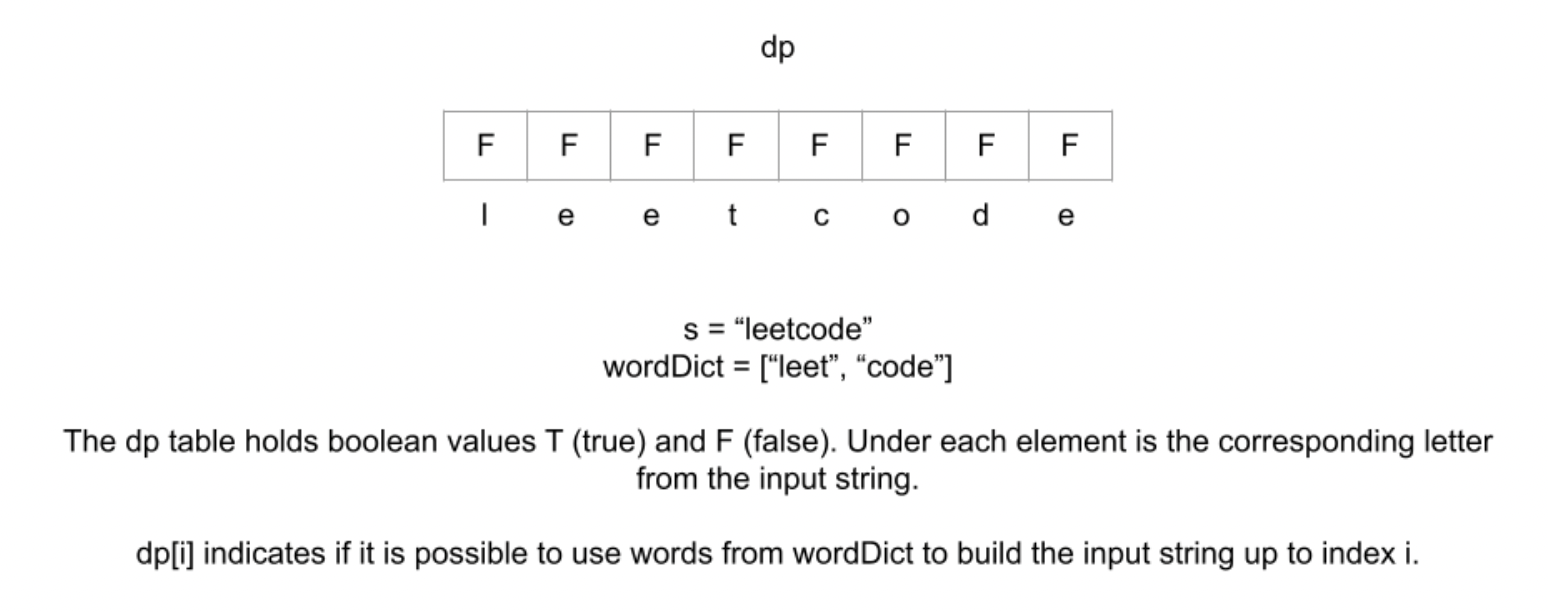 dp
F F F F F F F F
l e e t c o d e
s = “leetcode”
wordDict = [“leet”, “code”]
The dp table holds boolean values T (true) and F (false). Under each element is the corresponding letter
from the input string.
dp[i] indicates if it is possible to use words from wordDict to build the input string up to index i.